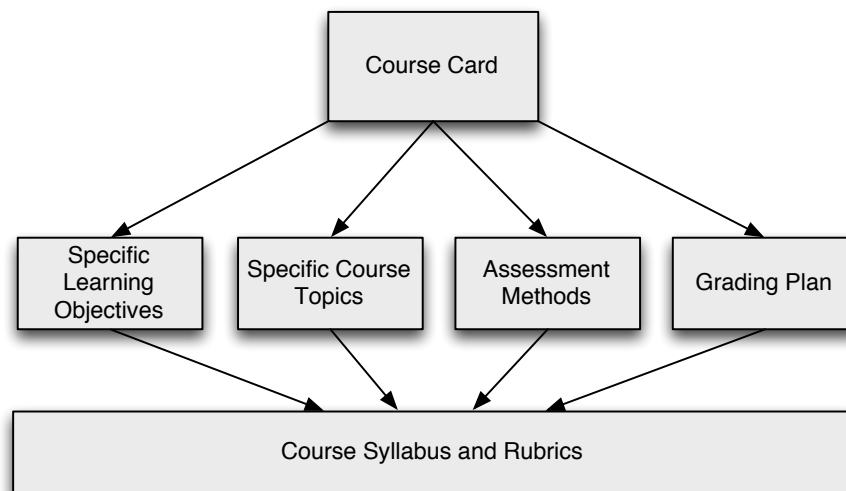 Course Card
Specific
Learning
Objectives
Specific Course
Topics
Assessment
Methods
Grading Plan
Course Syllabus and Rubrics